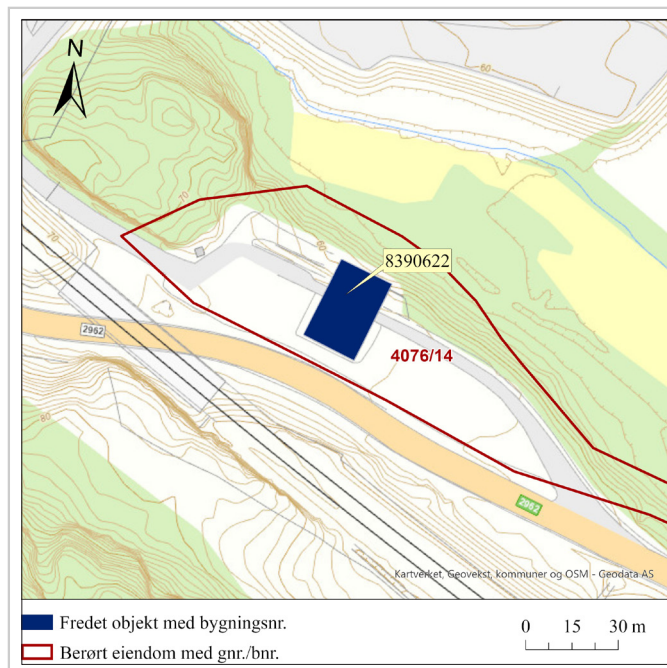 N
60
70
60
8390622
70
2962
4076/14
80
2962
Kartverket, Geovekst, kommuner og OSM - Geodata AS
Fredet objekt med bygningsnr.
0 15 30 m
Berørt eiendom med gnr./bnr.